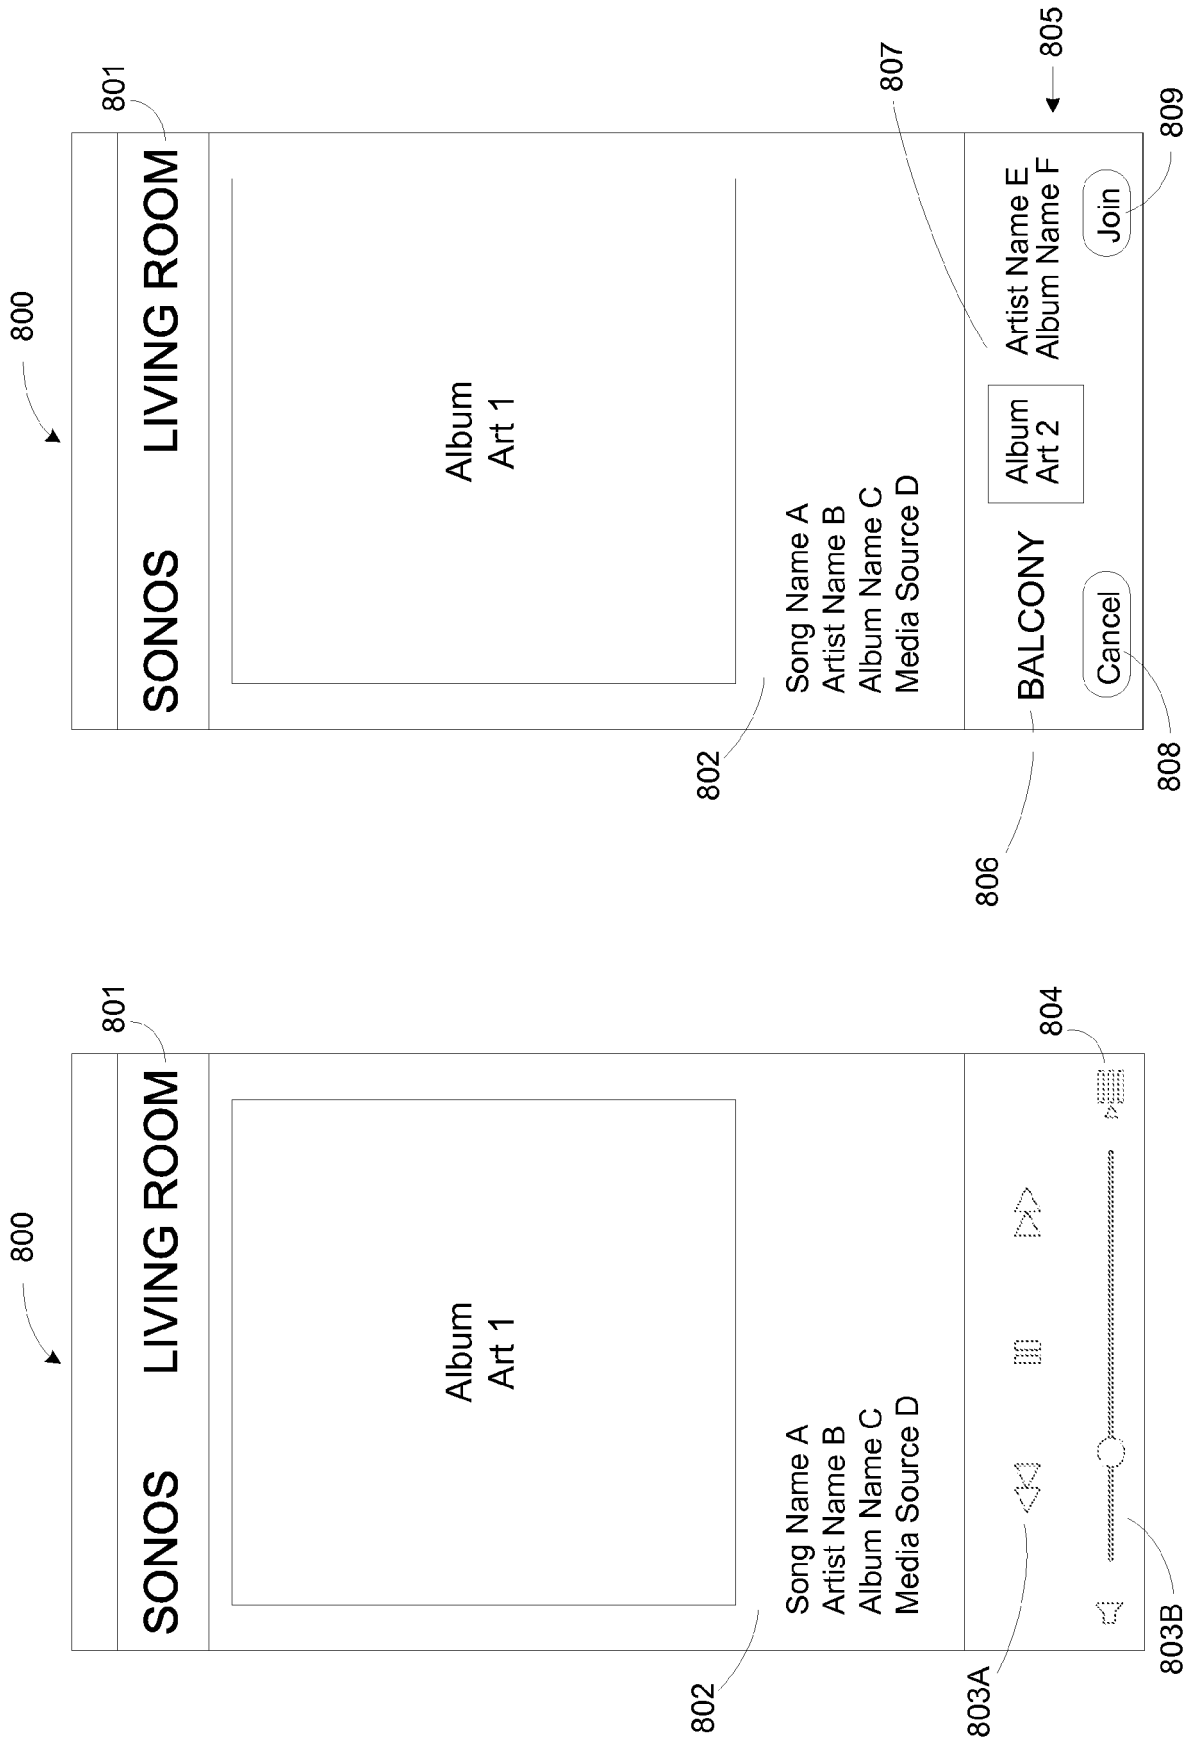 800
801
SONOS LIVING ROOM
Album
Art 1
802
Song Name A
Artist Name B
Album Name C
Media Source D
803A
804
803B
800
801
SONOS LIVING ROOM
Album
Art 1
802
Song Name A
Artist Name B
Album Name C
Media Source D
807
806
BALCONY
Album
Art 2
Artist Name E
Album Name F
805
Cancel
Join
808
809